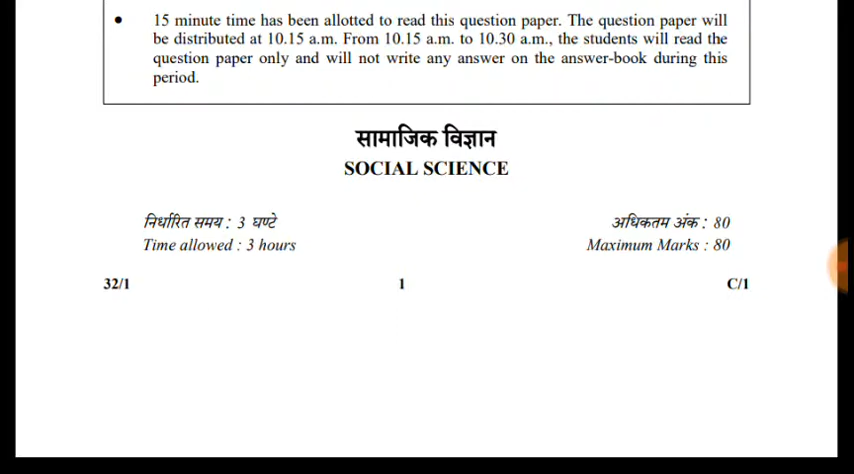 • 15 minute time has been allotted to read this question paper. The question paper will
be distributed at 10.15 a.m. From 10.15 a.m. to 10.30 a.m., the students will read the
question paper only and will not write any answer on the answer-book during this
period.
सामाजिक विज्ञान
SOCIAL SCIENCE
निर्धारित समय : 3 घण्टे अधिकतम अंक : 80
Time allowed : 3 hours Maximum Marks : 80
32/1 1 C/1